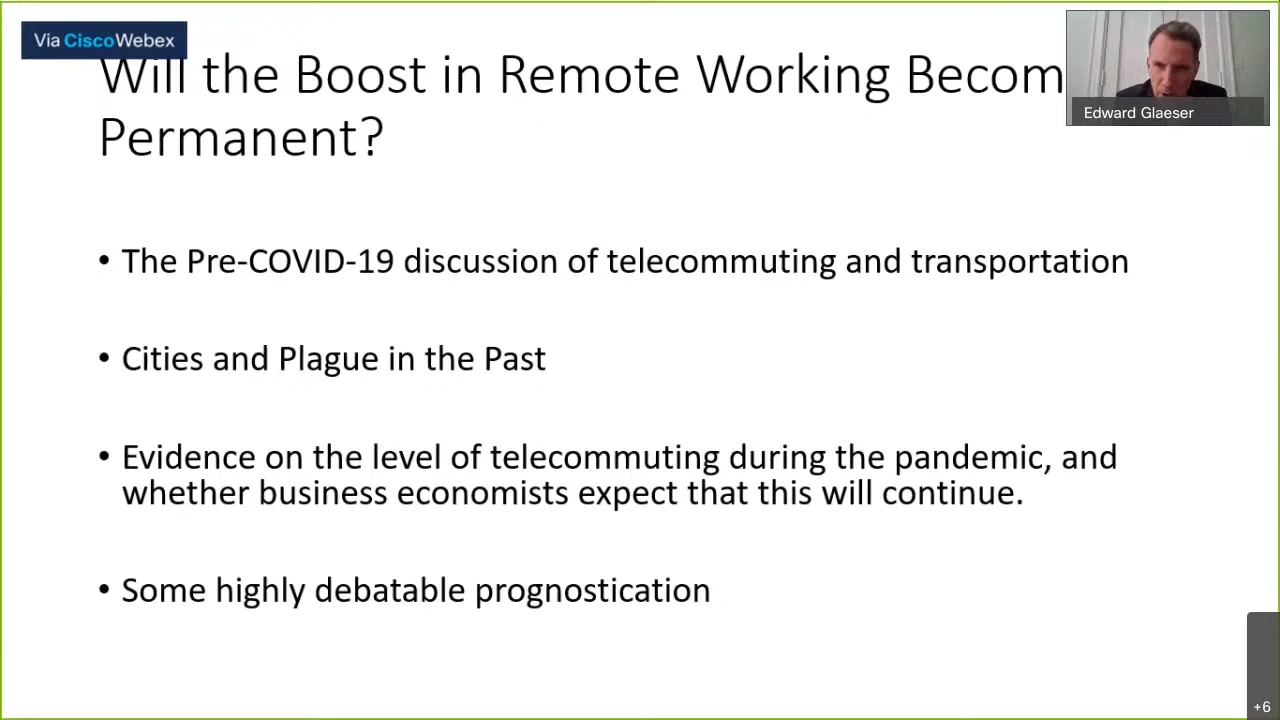 Via CiscoWebex
Will the Boost in Remote Working Becom
Permanent?
Edward Glaeser
• The Pre-COVID-19 discussion of telecommuting and transportation
• Cities and Plague in the Past
• Evidence on the level of telecommuting during the pandemic, and
whether business economists expect that this will continue.
• Some highly debatable prognostication
+6